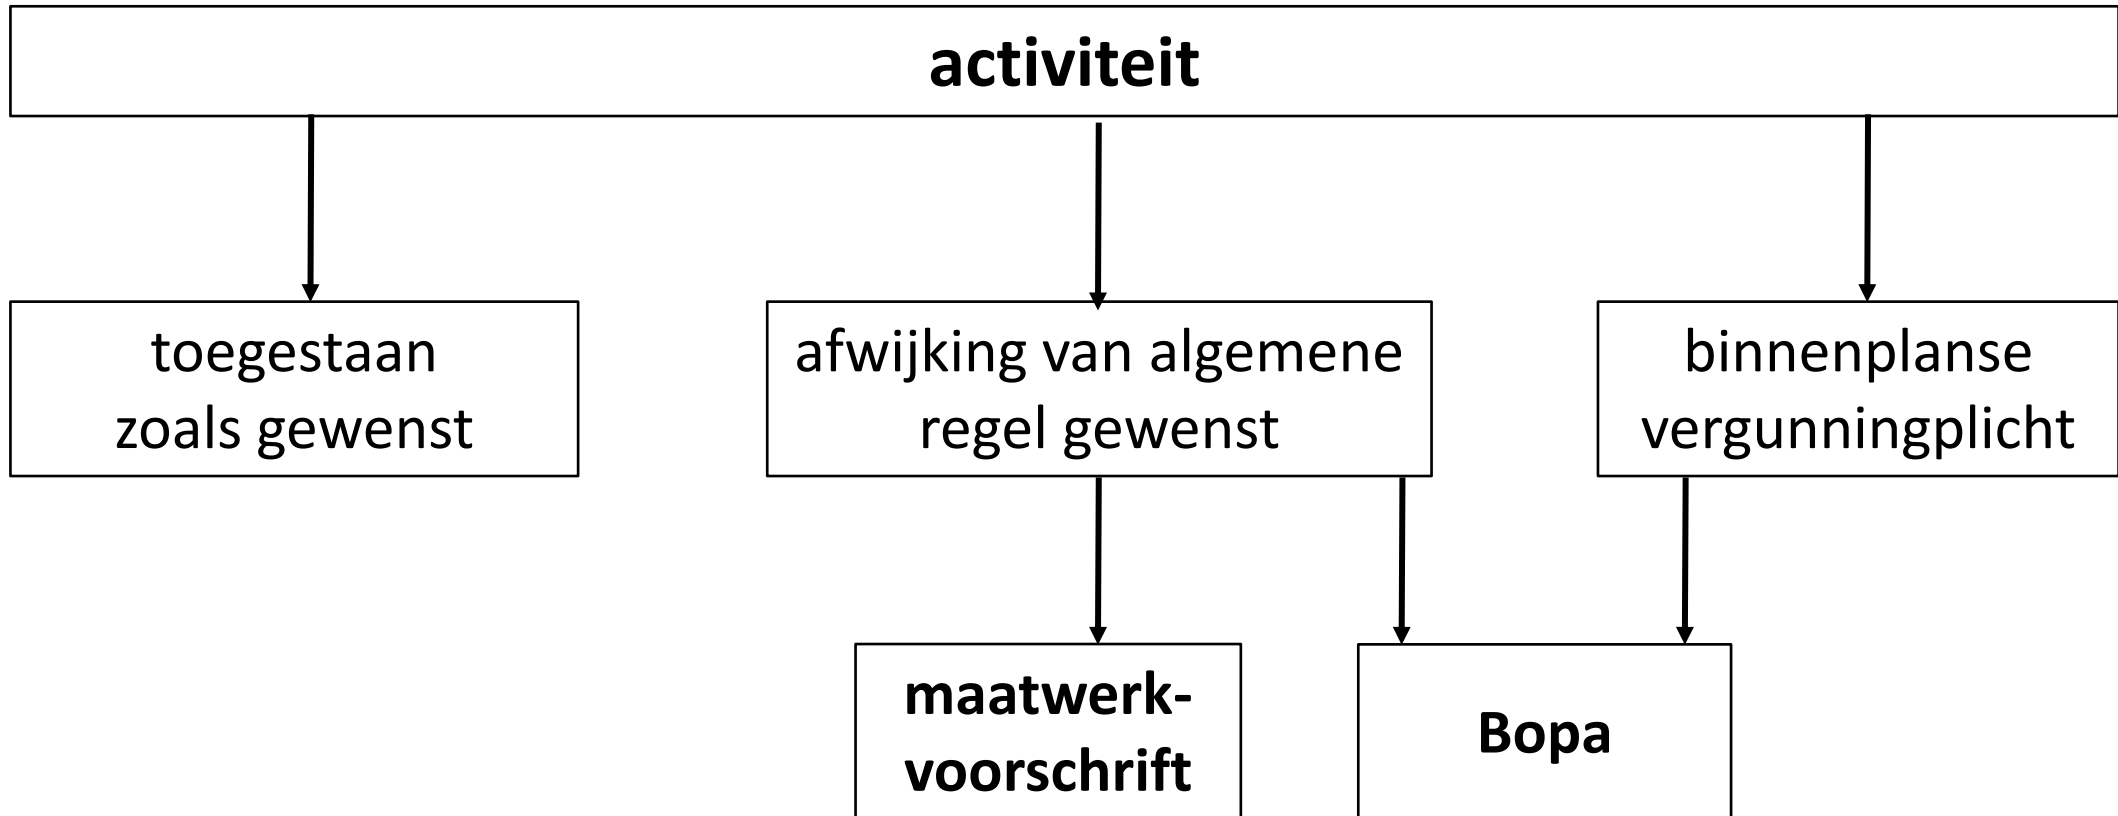 activiteit
toegestaan
zoals gewenst
afwijking van algemene
regel gewenst
binnenplanse
vergunningplicht
maatwerk-
voorschrift
Bopa